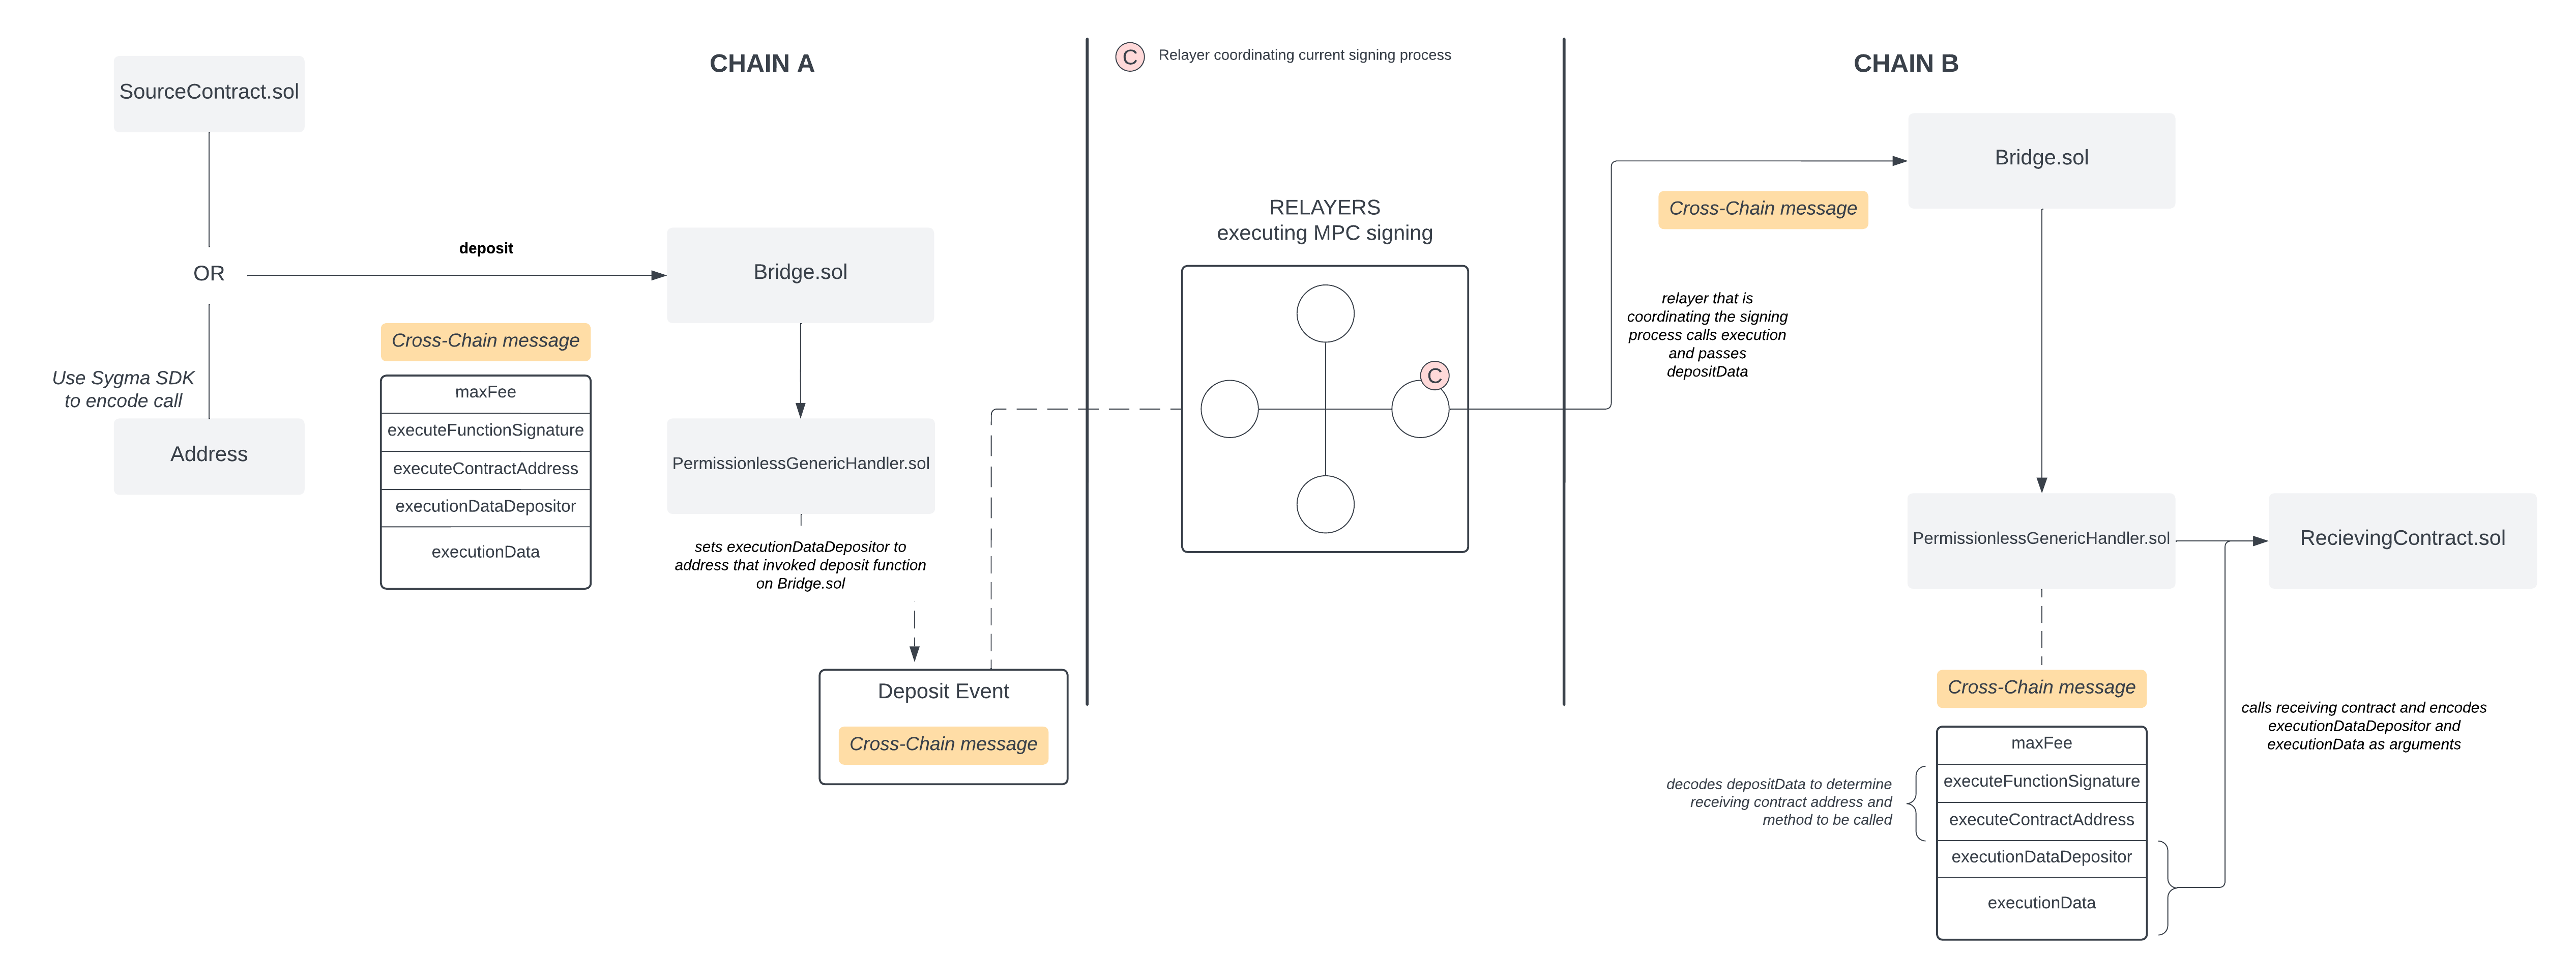 CHAIN A
SourceContract.sol
OR
Use Sygma SDK
to encode call
Address
deposit
Cross-Chain message
maxFee
executeFunctionSignature
executeContractAddress
executionDataDepositor
executionData
Bridge.sol
PermissionlessGenericHandler.sol
sets executionDataDepositor to
address that invoked deposit function
on Bridge.sol
Deposit Event
Cross-Chain message
C
Relayer coordinating current signing process
RELAYERS
executing MPC signing
C
CHAIN B
Cross-Chain message
relayer that is
coordinating the signing
process calls execution
and passes
depositData
Bridge.sol
PermissionlessGenericHandler.sol
RecievingContract.sol
Cross-Chain message
maxFee
executeFunctionSignature
executeContractAddress
executionDataDepositor
executionData
decodes depositData to determine
receiving contract address and
method to be called
calls receiving contract and encodes
executionDataDepositor and
executionData as arguments